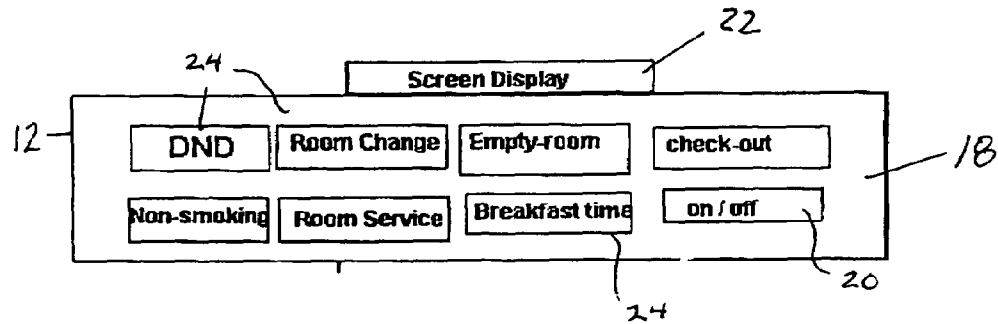 22
24
Screen Display
12
DND Room Change Empty-room check-out
18
Non-smoking Room Service Breakfast time on / off
20
24